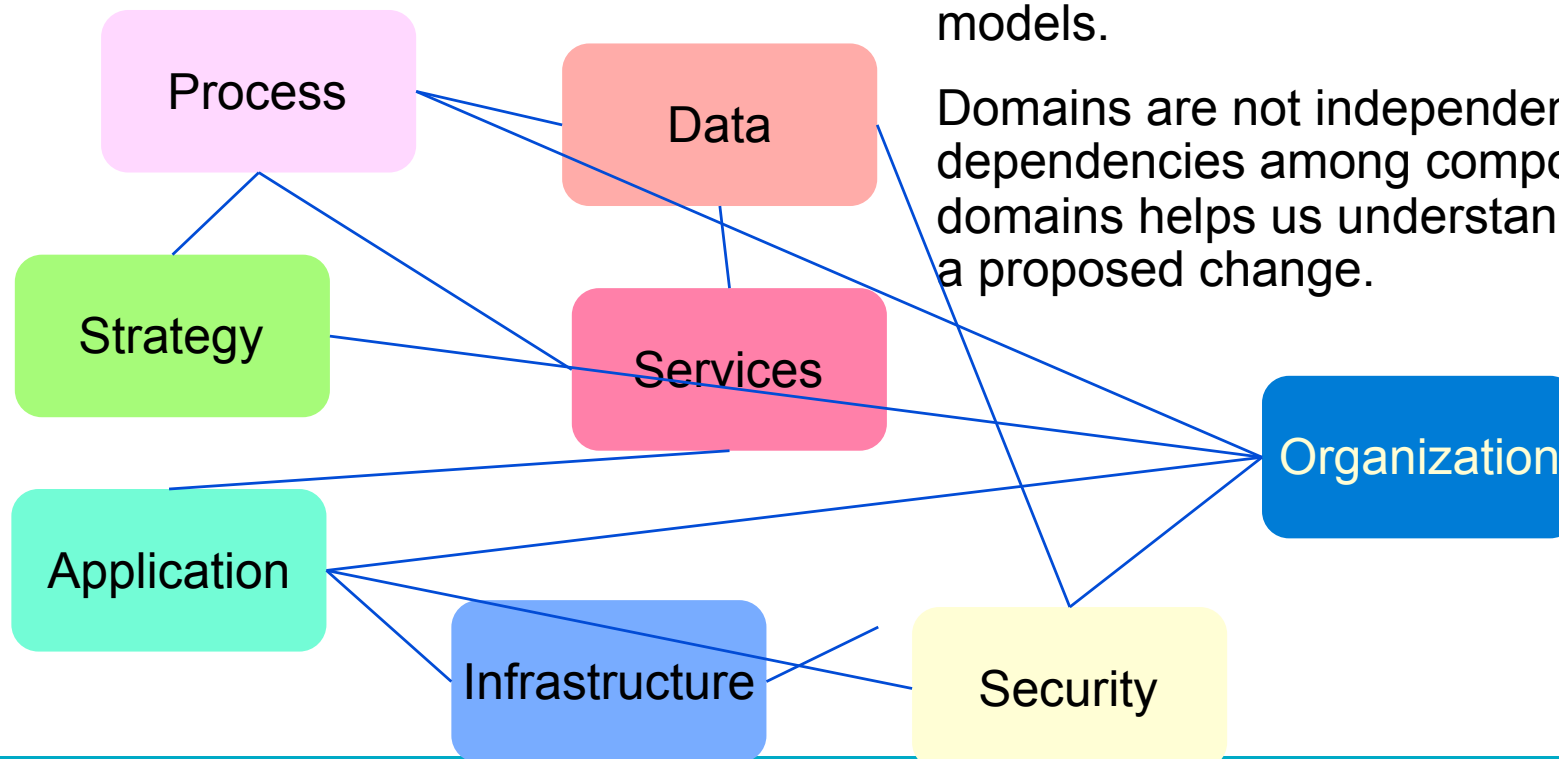 models.
Domains are not independen
dependencies among compo
domains helps us understan
a proposed change.
Process
Data
Strategy
Services
Organization
Application
Infrastructure
Security